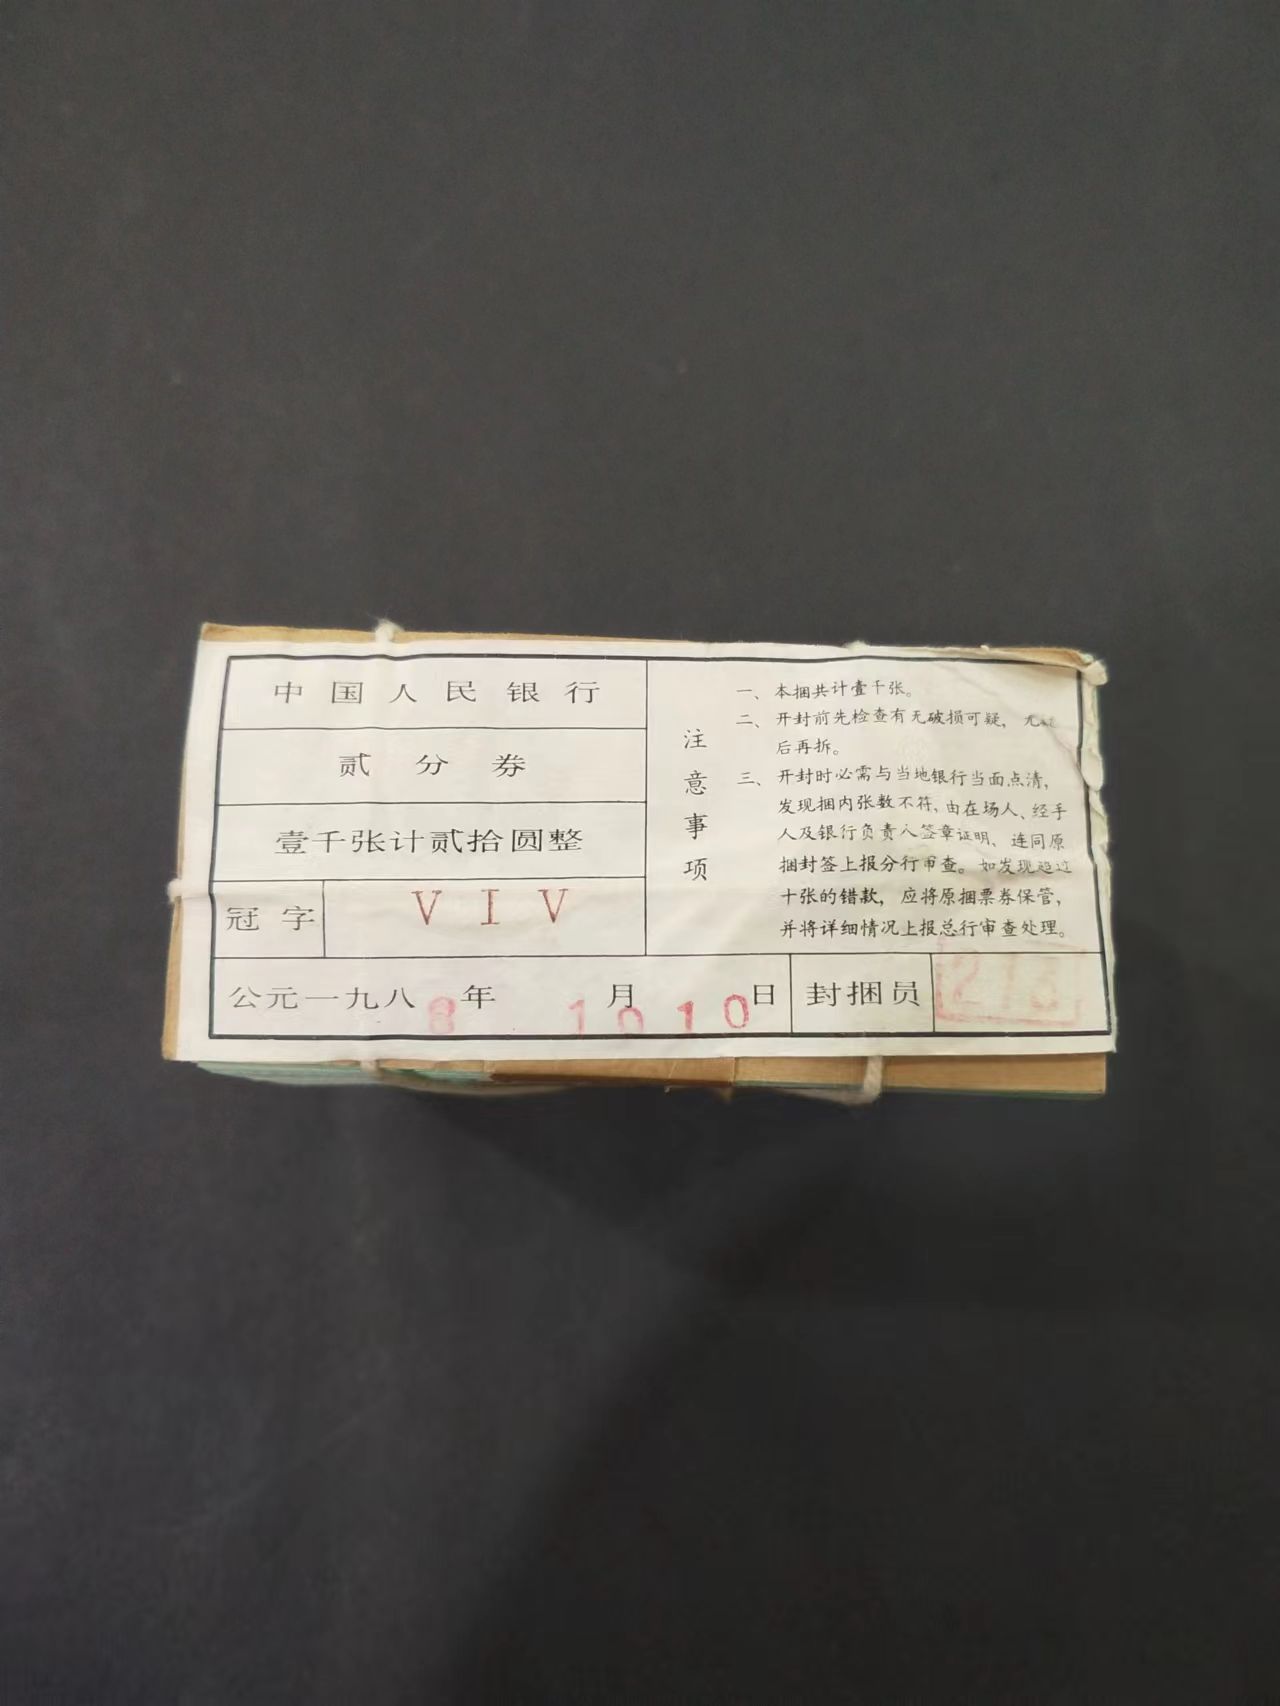 中国人民银行
贰分券
壹千张计贰拾圆整
冠字 V I V
注意事项
一、本捆共计壹千张。
二、开封前先检查有无破损可疑，
后再拆。
三、开封时必需与当地银行当面点清，
发现捆内张数不符，由在场人、经手
人及银行负责人签章证明，连同原
捆封签上报分行审查。如发现超过
十张的错款，应将原捆票券保管，
并将详细情况上报总行审查处理。
公元一九八8年 10月 10日 封捆员